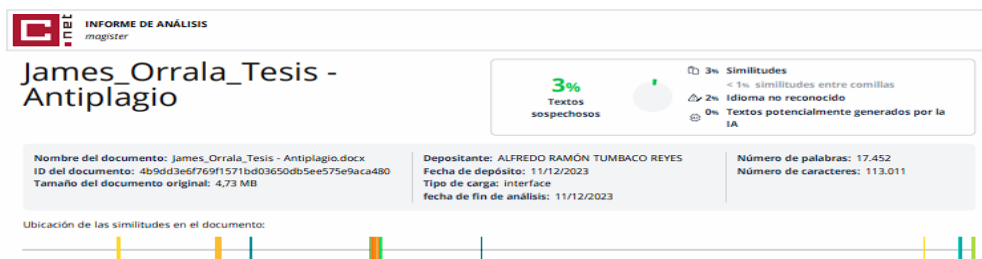 C.net
INFORME DE ANÁLISIS
magister
James_Orrala_Tesis -
Antiplagio
3%
Textos
sospechosos
3% Similitudes
< 1% similitudes entre comillas
2% Idioma no reconocido
0% Textos potencialmente generados por la
IA
Nombre del documento: James_Orrala_Tesis - Antiplagio.docx
ID del documento: 4b9dd3e6f769f1571bd03650db5ee575e9aca480
Tamaño del documento original: 4,73 MB
Depositante: ALFREDO RAMÓN TUMBACO REYES
Fecha de depósito: 11/12/2023
Tipo de carga: interface
fecha de fin de análisis: 11/12/2023
Número de palabras: 17.452
Número de caracteres: 113.011
Ubicación de las similitudes en el documento: